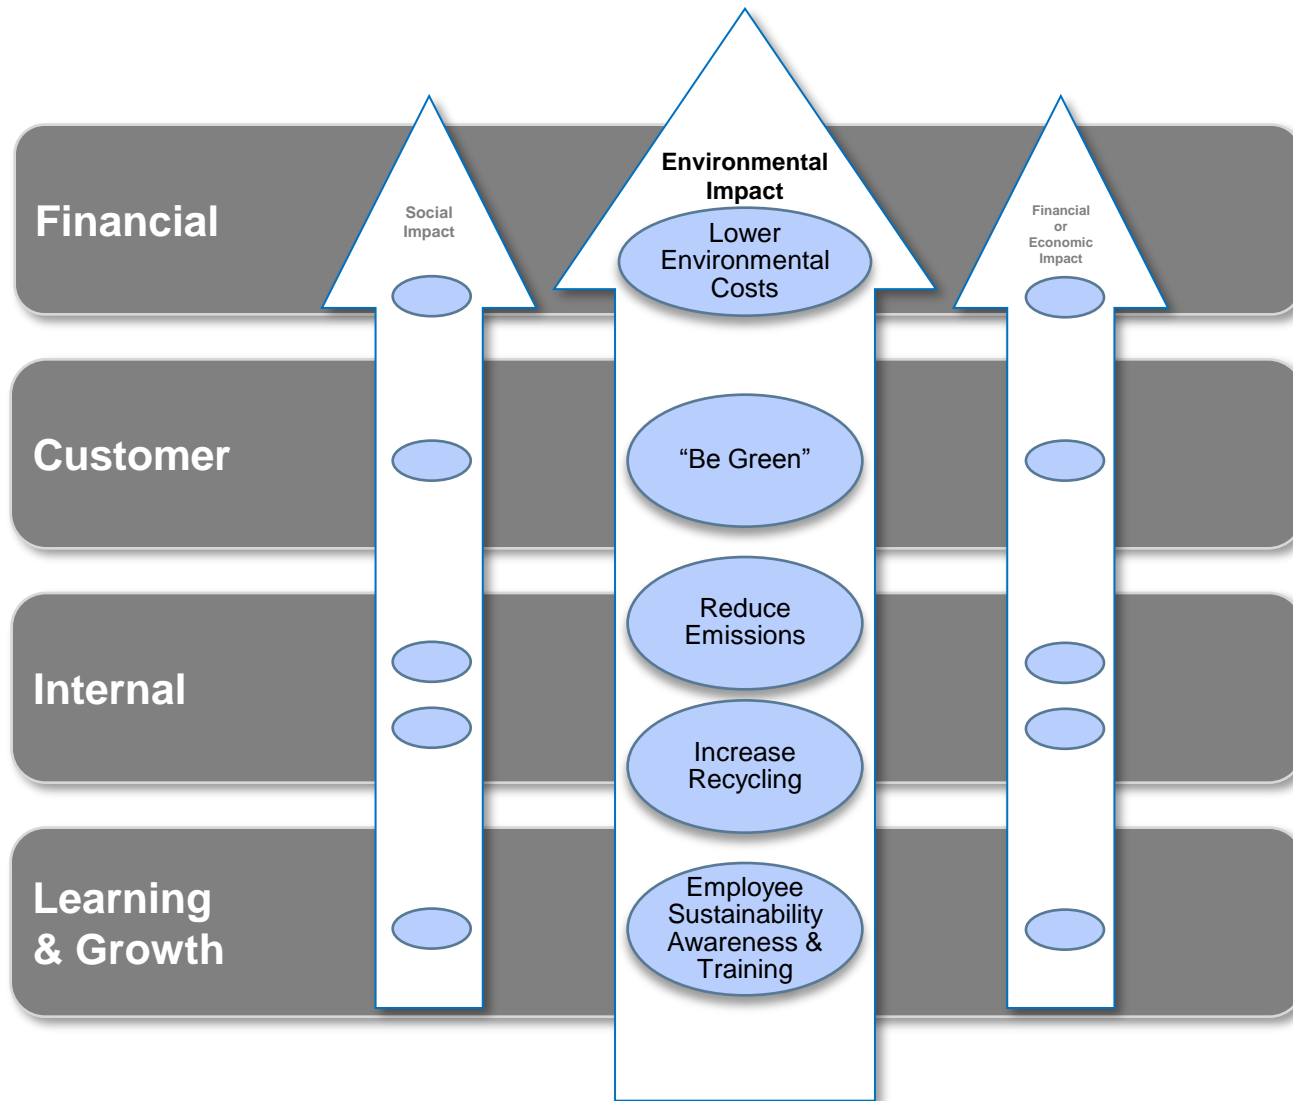 Financial
Social
Impact
Environmental
Impact
Lower
Environmental
Costs
Financial
or
Economic
Impact
Customer
“Be Green”
Internal
Reduce
Emissions
Increase
Recycling
Learning
& Growth
Employee
Sustainability
Awareness &
Training